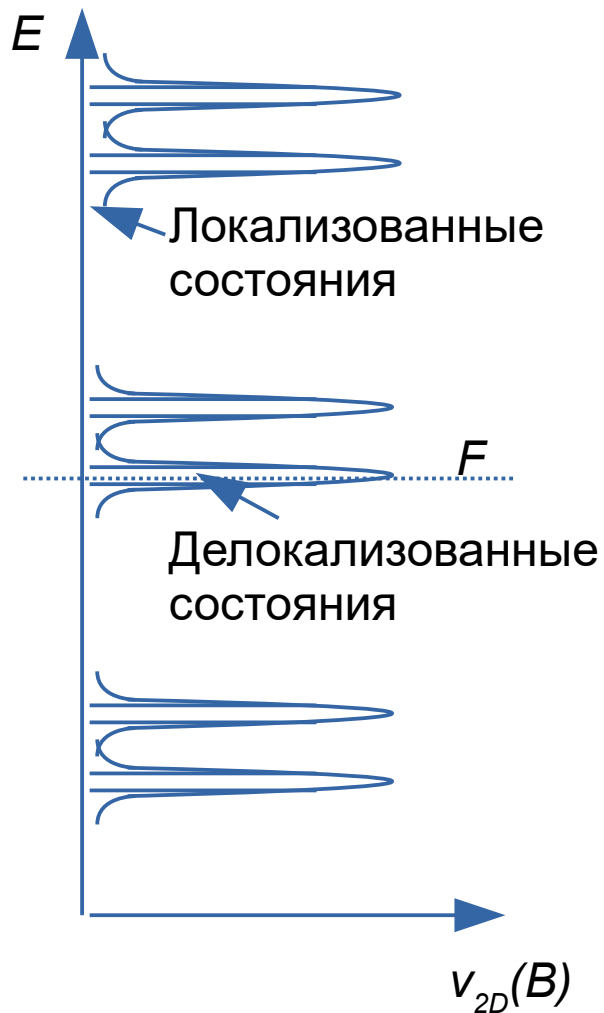 E
Локализованные
состояния
F
Делокализованные
состояния
ν2D(B)